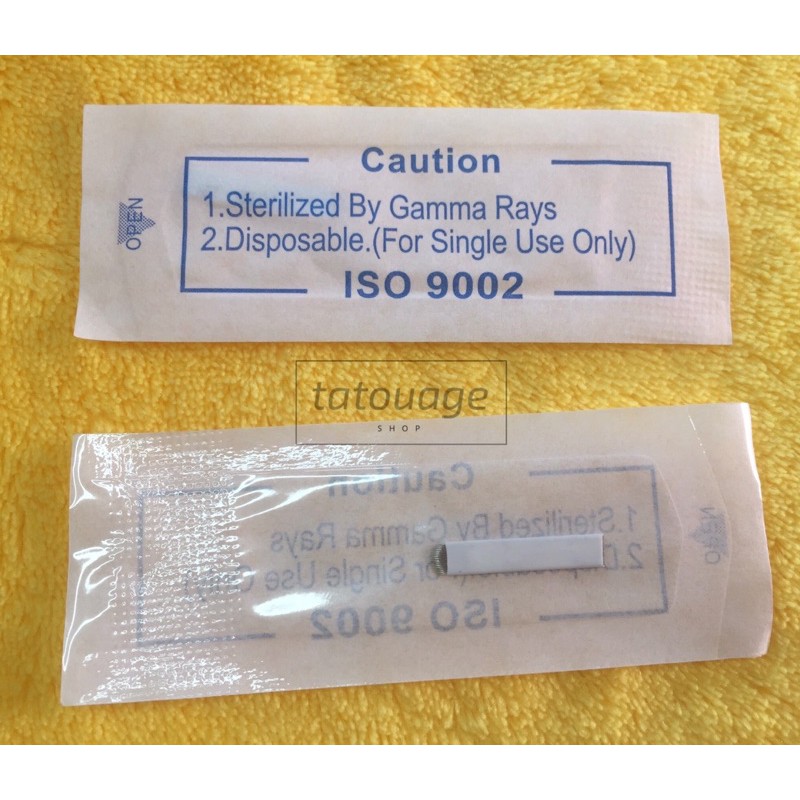 Caution
1.Sterilized By Gamma Rays
2.Disposable.(For Single Use Only)
ISO 9002
OPEN
tatouage
SHOP
Caution
1.Sterilized By Gamma Rays
ISO 9002
OPEN